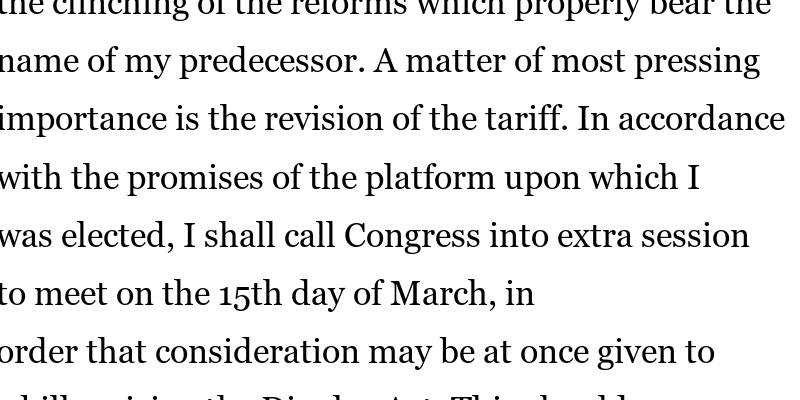 the clinching of the reforms which properly bear the
name of my predecessor. A matter of most pressing
importance is the revision of the tariff. In accordance
with the promises of the platform upon which I
was elected, I shall call Congress into extra session
to meet on the 15th day of March, in
order that consideration may be at once given to